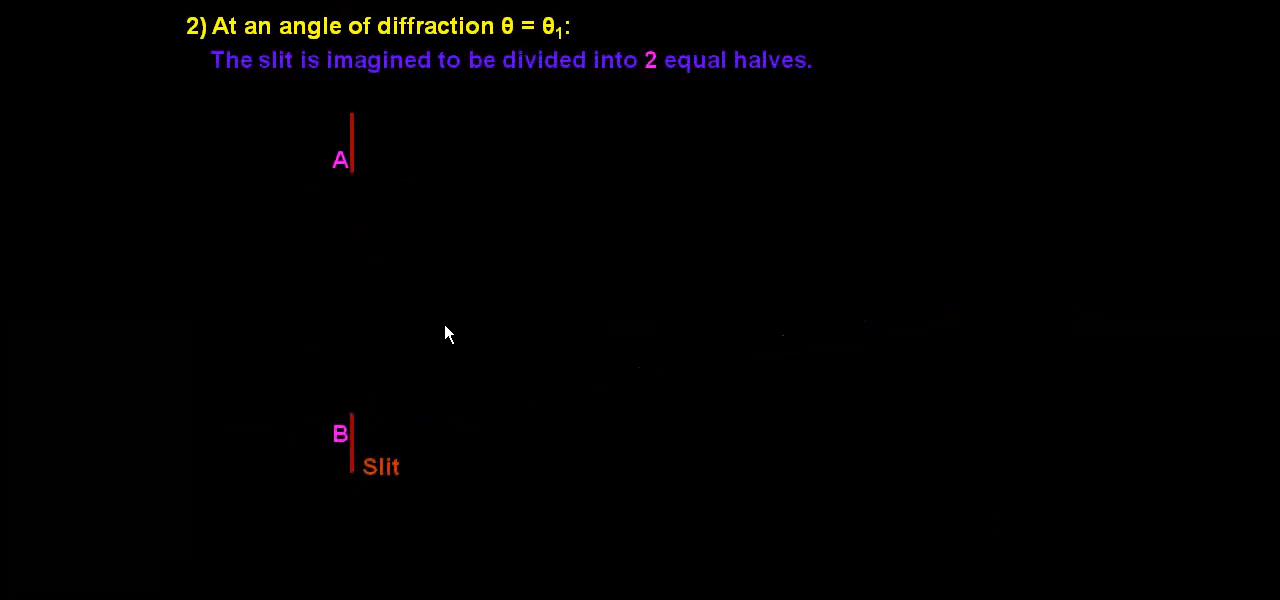 2) At an angle of diffraction θ = θ₁:
The slit is imagined to be divided into 2 equal halves.
A
B
Slit